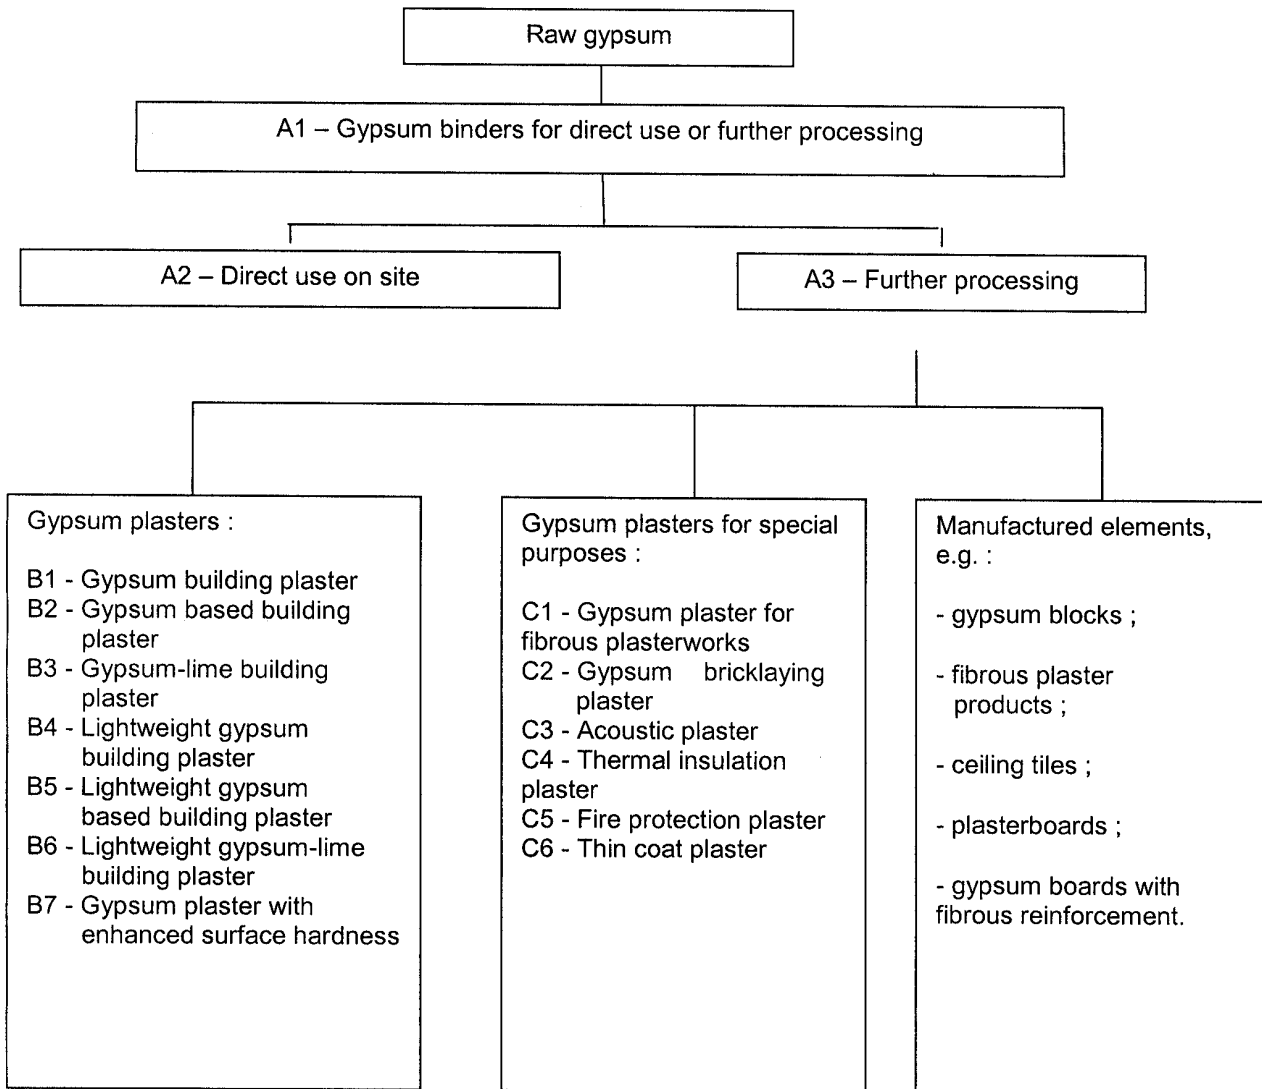 Raw gypsum
A1 – Gypsum binders for direct use or further processing
A2 – Direct use on site
A3 – Further processing
Gypsum plasters :
B1 - Gypsum building plaster
B2 - Gypsum based building
plaster
B3 - Gypsum-lime building
plaster
B4 - Lightweight gypsum
building plaster
B5 - Lightweight gypsum
based building plaster
B6 - Lightweight gypsum-lime
building plaster
B7 - Gypsum plaster with
enhanced surface hardness
Gypsum plasters for special
purposes :
C1 - Gypsum plaster for
fibrous plasterworks
C2 - Gypsum bricklaying
plaster
C3 - Acoustic plaster
C4 - Thermal insulation
plaster
C5 - Fire protection plaster
C6 - Thin coat plaster
Manufactured elements,
e.g. :
- gypsum blocks ;
- fibrous plaster
products ;
- ceiling tiles ;
- plasterboards ;
- gypsum boards with
fibrous reinforcement.